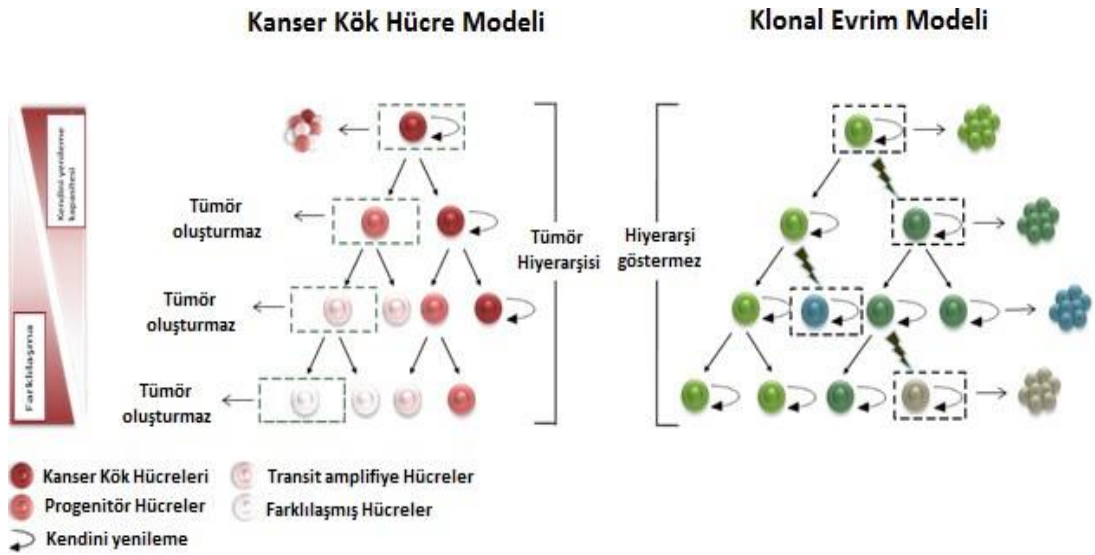 Kanser Kök Hücre Modeli
Klonal Evrim Modeli
Kendini yenileme
kapasitesi
Farklılaşma
Tümör
oluşturmaz
Tümör
oluşturmaz
Tümör
oluşturmaz
Tümör
Hiyerarşisi
Hiyerarşi
göstermez
Kanser Kök Hücreleri
Transit amplifiye Hücreler
Progenitör Hücreler
Farklılaşmış Hücreler
Kendini yenileme